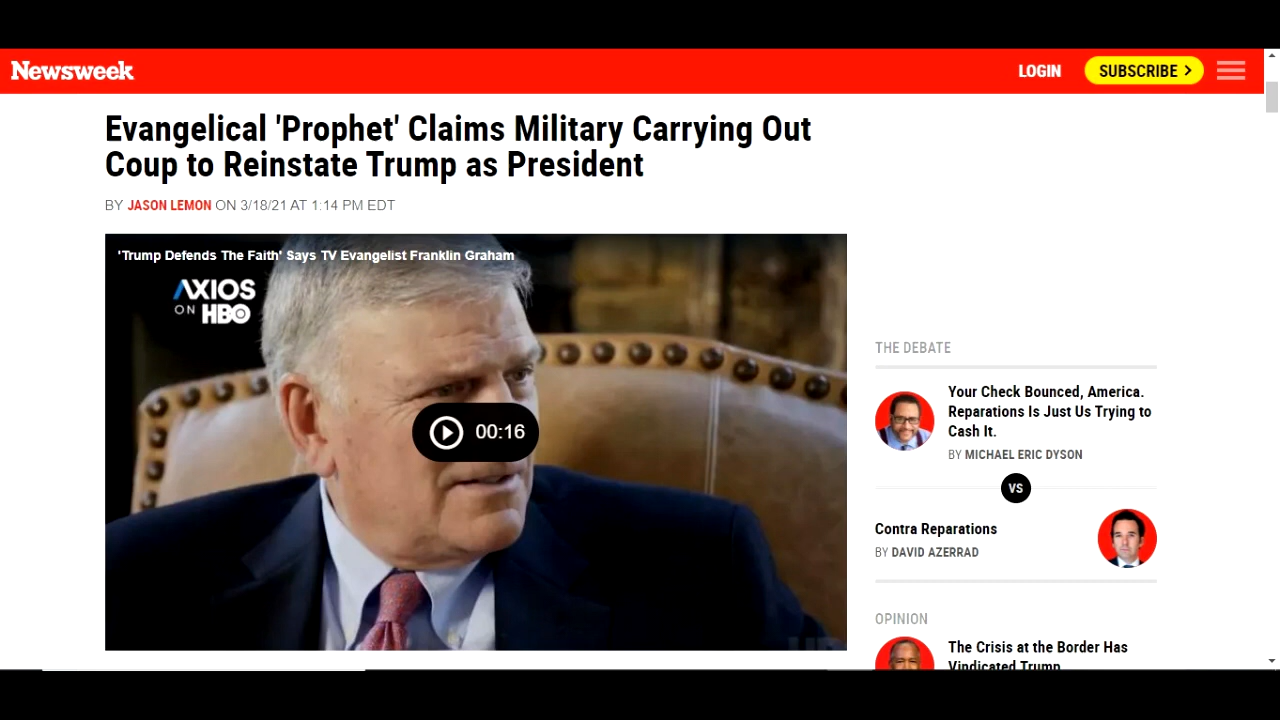 Newsweek
LOGIN
SUBSCRIBE
Evangelical 'Prophet' Claims Military Carrying Out
Coup to Reinstate Trump as President
BY JASON LEMON ON 3/18/21 AT 1:14 PM EDT
'Trump Defends The Faith' Says TV Evangelist Franklin Graham
AXIOS
ON HBO
00:16
THE DEBATE
Your Check Bounced, America.
Reparations Is Just Us Trying to
Cash It.
BY MICHAEL ERIC DYSON
VS
Contra Reparations
BY DAVID AZERRAD
OPINION
The Crisis at the Border Has
Vindicated Trump